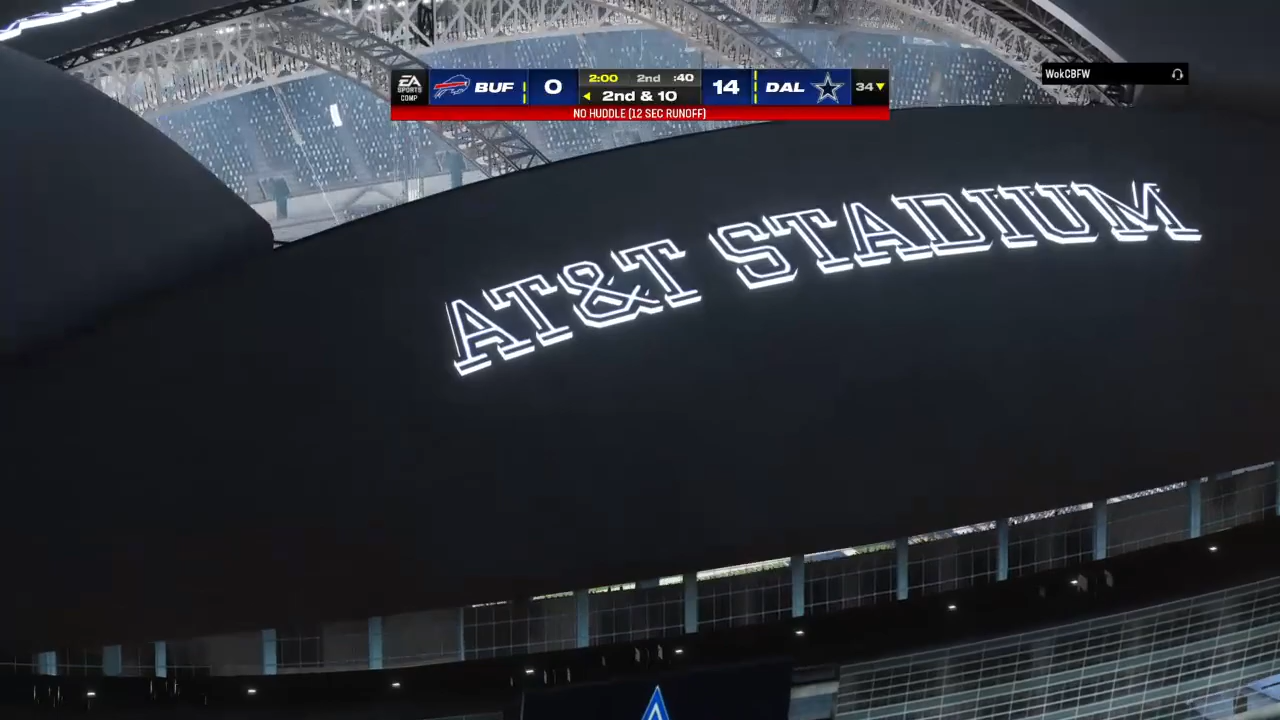 EA
SPORTS
COMP
BUF 0 2:00 2nd :40 14 DAL 34
2nd & 10
NO HUDDLE (12 SEC RUNOFF)
WokCBFW
AT&T STADIUM